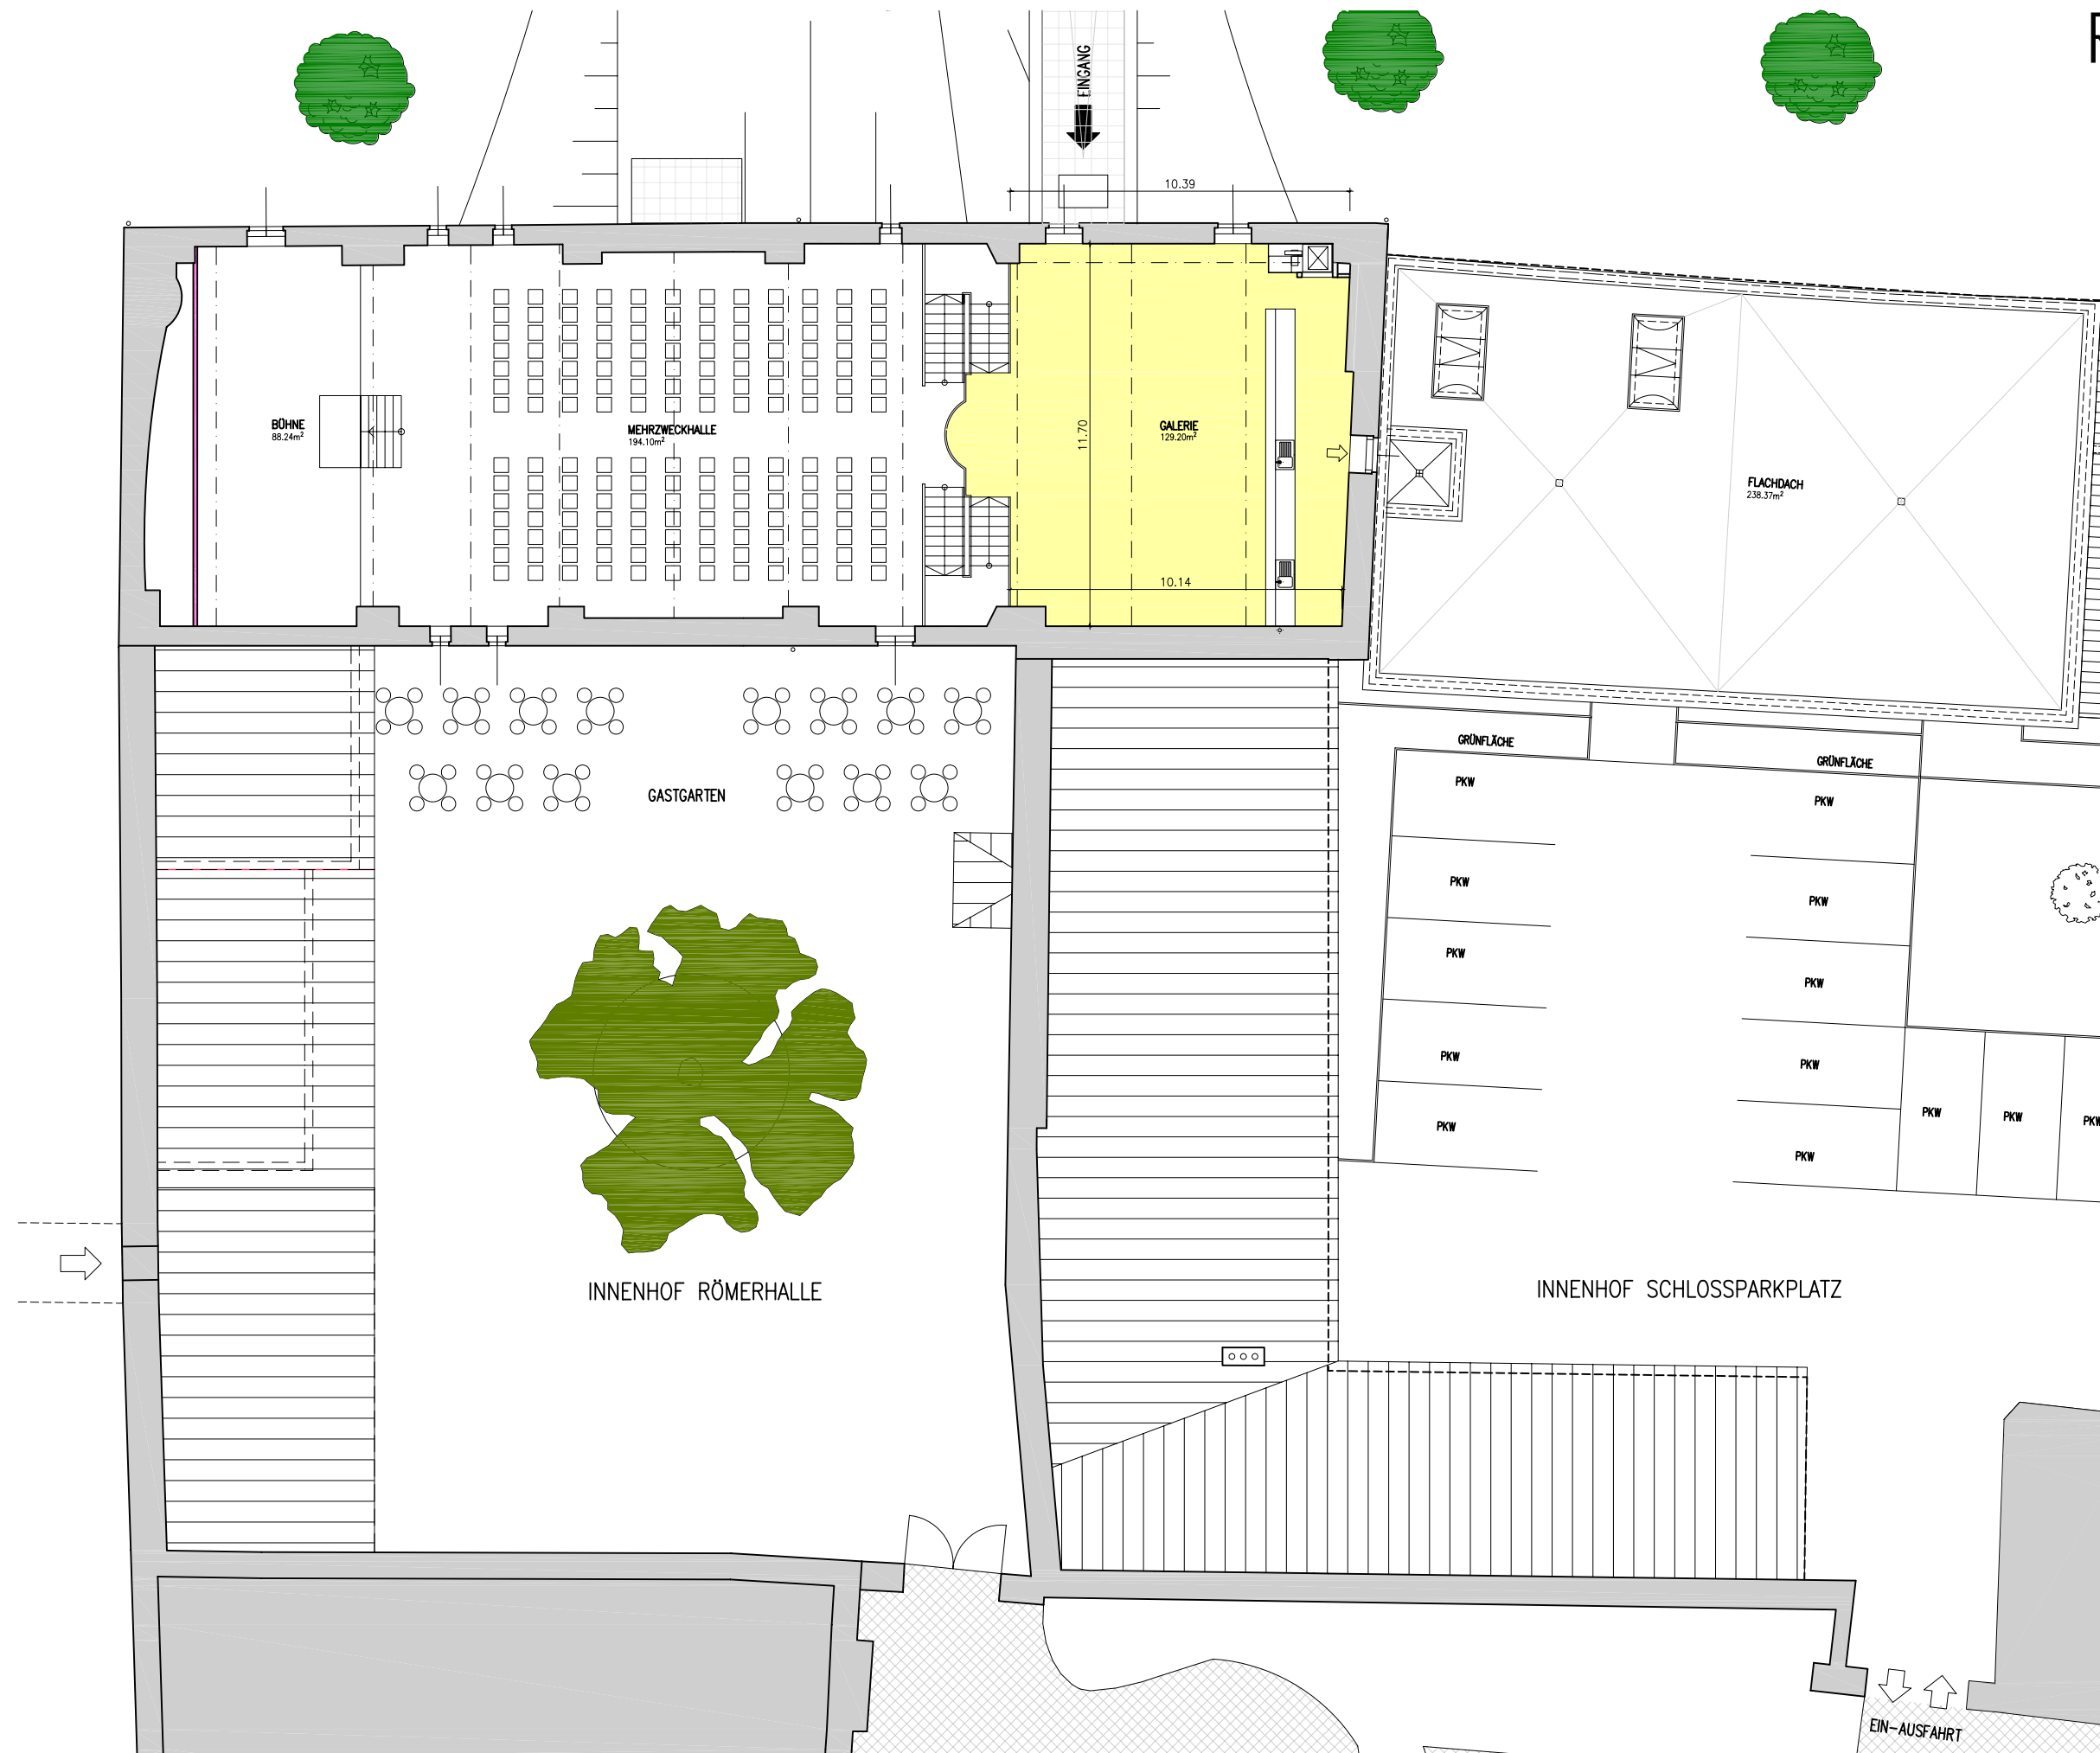 R
EINGANG
10.39
BÜHNE
88.24m²
MEHRZWECKHALLE
194.10m²
11.70
GALERIE
129.20m²
FLACHDACH
238.37m²
10.14
GRÜNFLÄCHE
GRÜNFLÄCHE
GASTGARTEN
PKW
PKW
PKW
PKW
PKW
PKW
PKW
PKW
PKW
PKW
PKW
PKW
PKW
INNENHOF RÖMERHALLE
INNENHOF SCHLOSSPARKPLATZ
EIN-AUSFAHRT